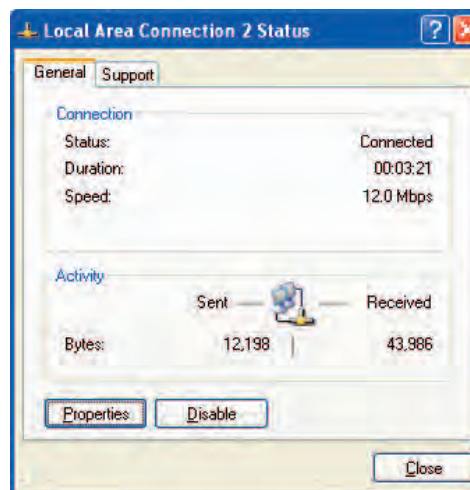 Local Area Connection 2 Status
General Support
Connection
Status: Connected
Duration: 00:03:21
Speed: 12.0 Mbps
Activity
Sent Received
Bytes: 12,198 43,986
Properties Disable
Close